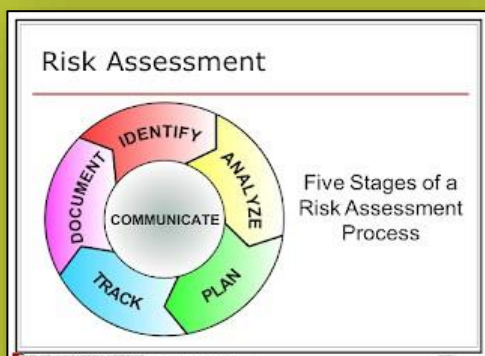 Risk Assessment
IDENTIFY
ANALYZE
PLAN
TRACK
DOCUMENT
COMMUNICATE
Five Stages of a
Risk Assessment
Process